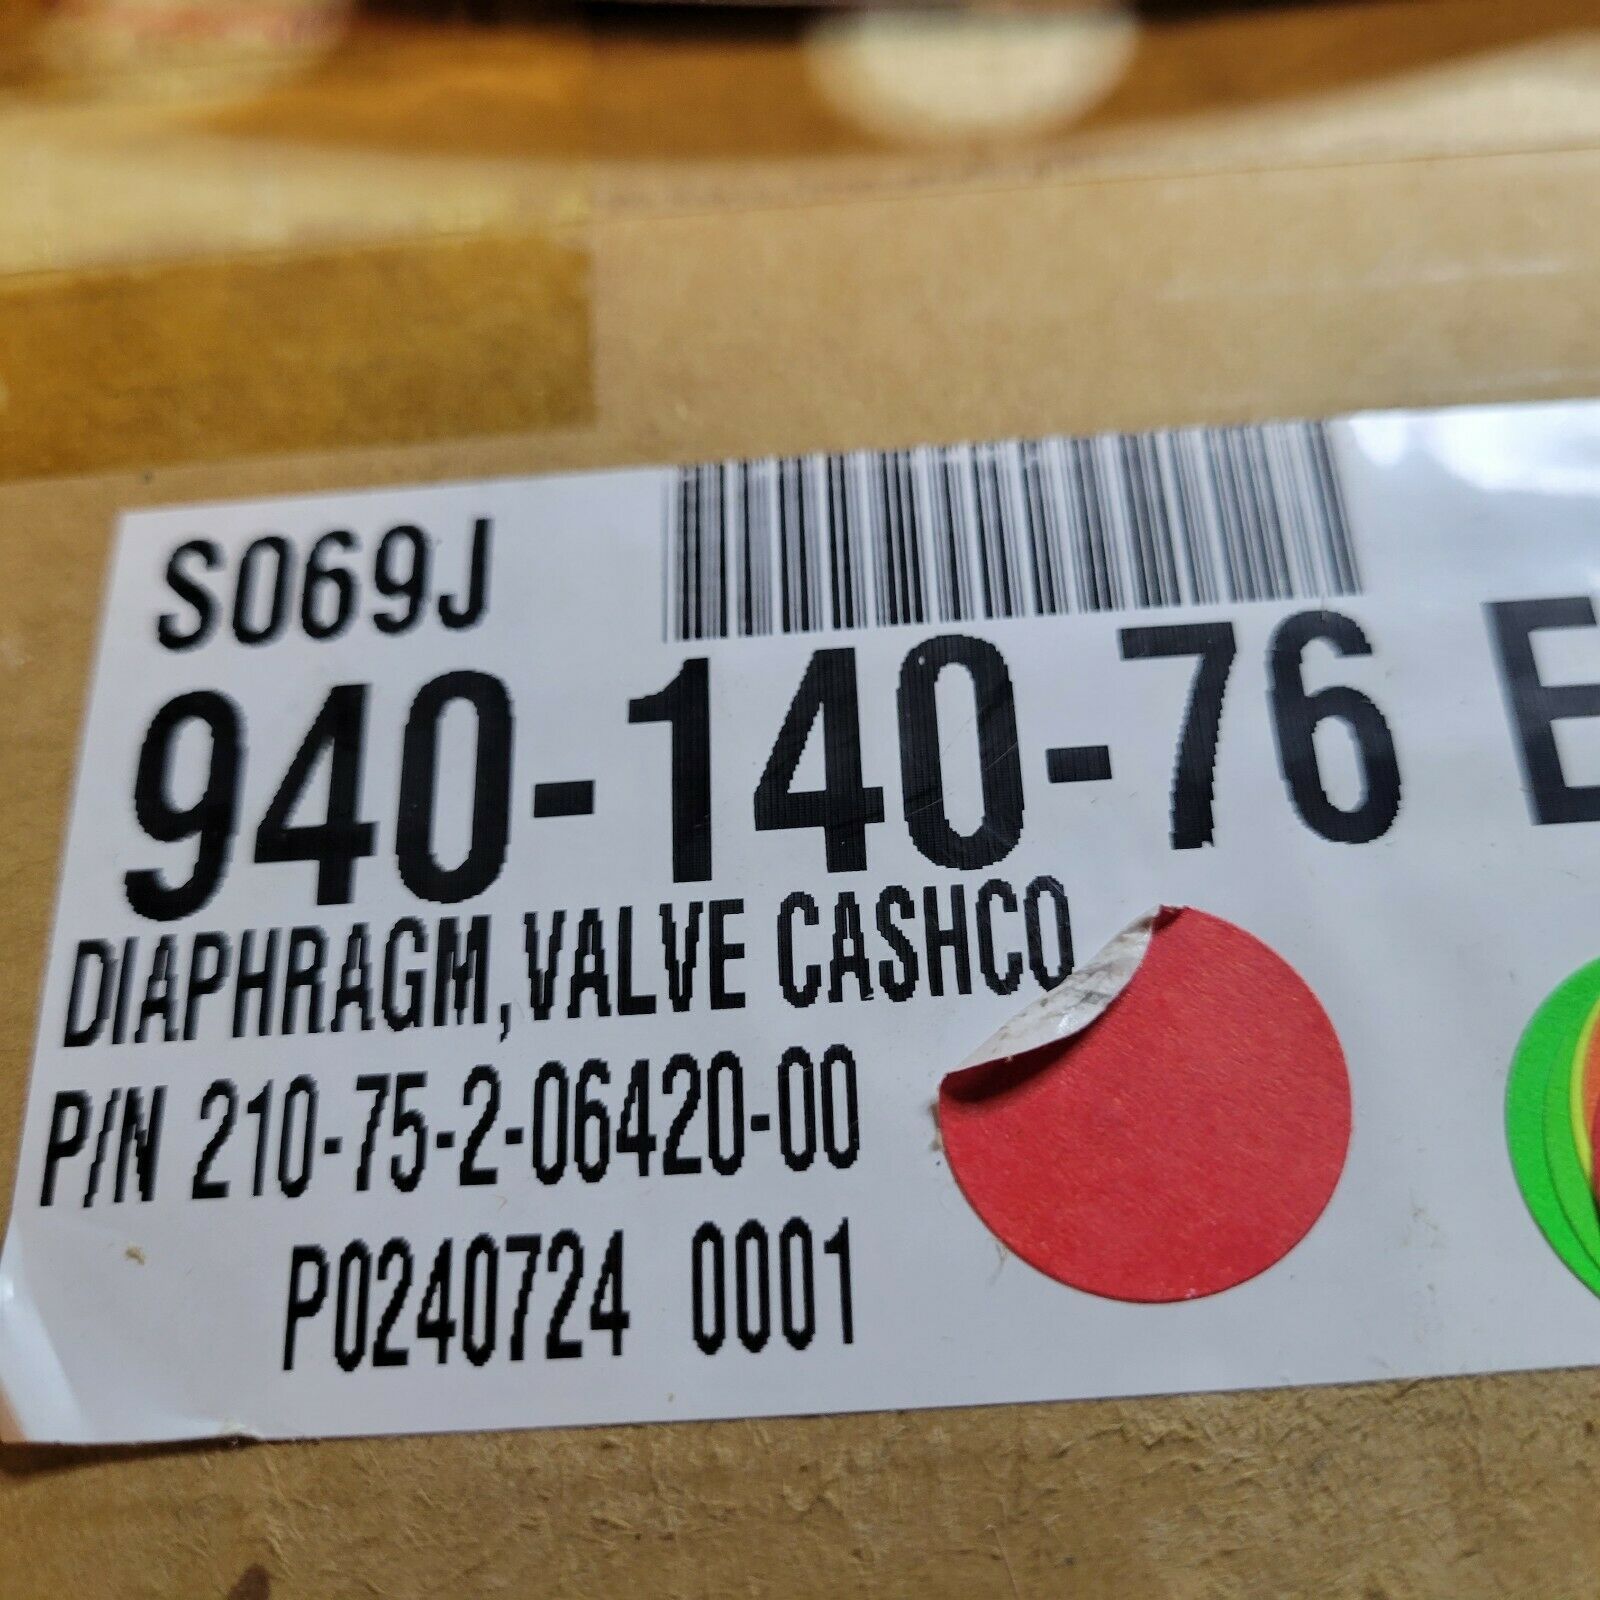 S069J
940-140-76 E
DIAPHRAGM,VALVE CASHCO
P/N 210-75-2-06420-00
P0240724 0001